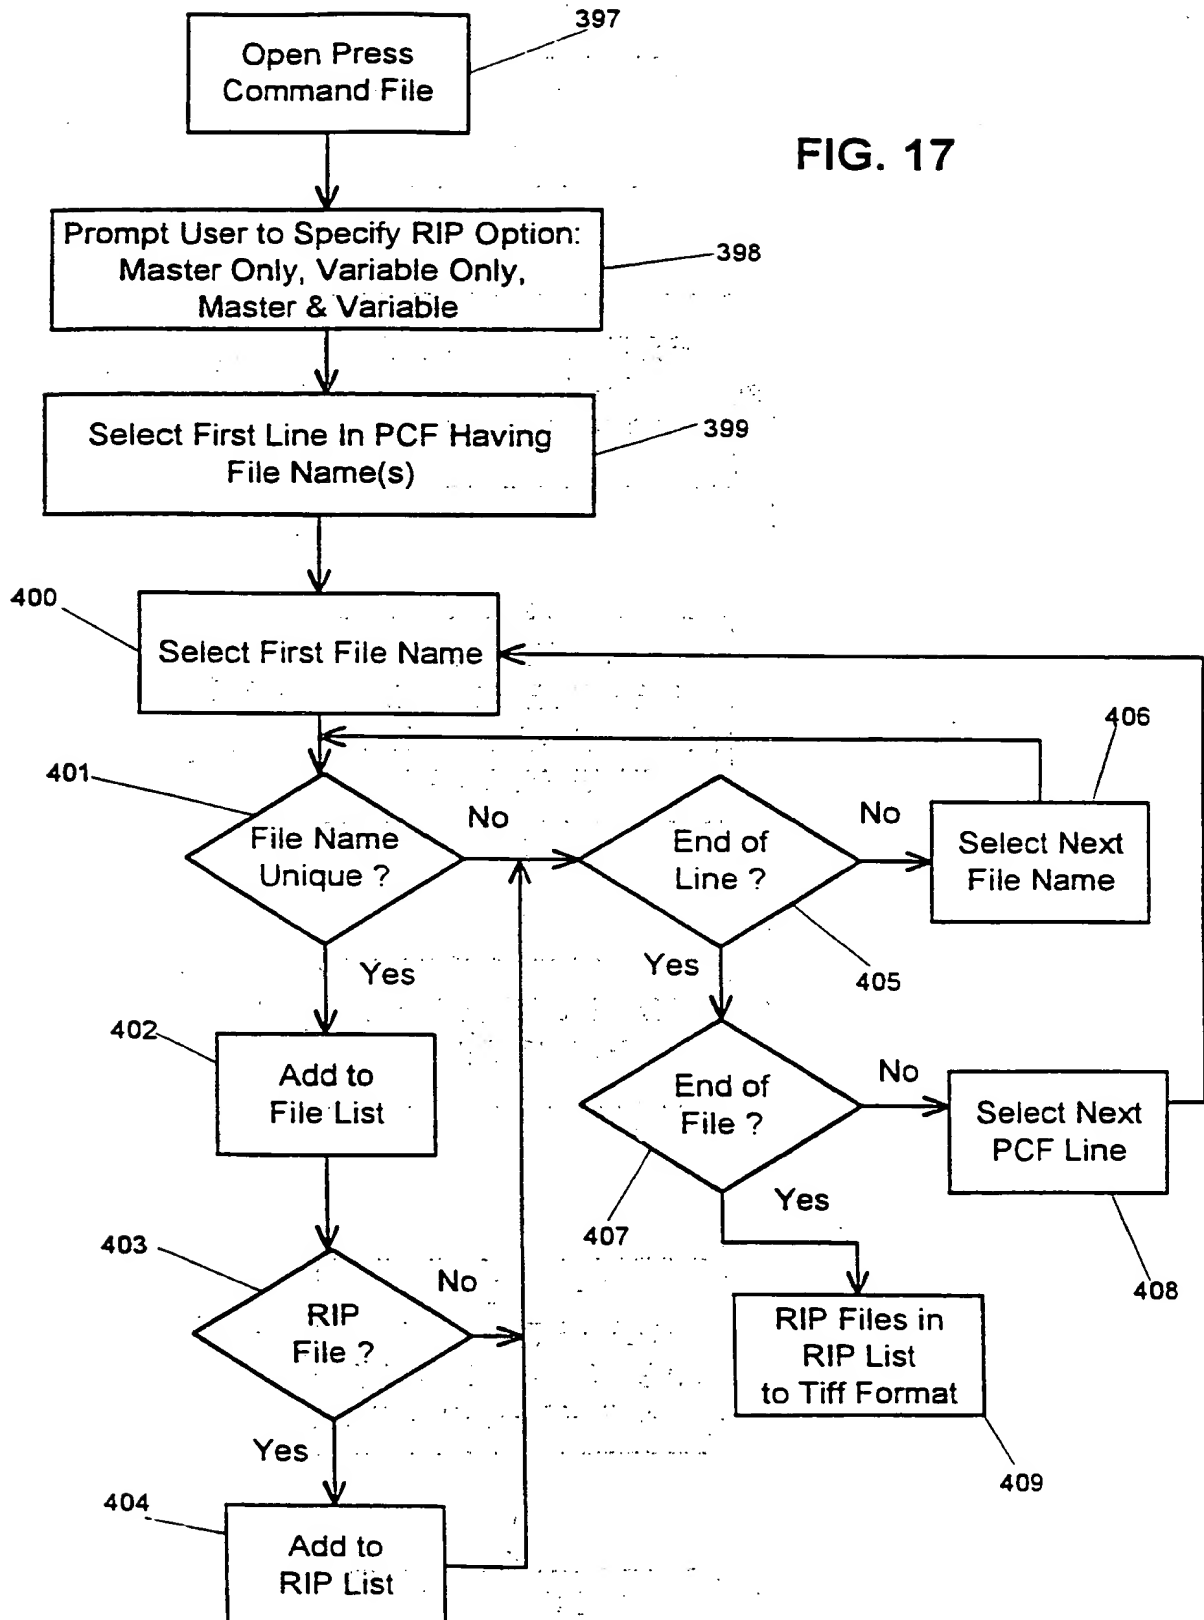 397
Open Press
Command File
FIG. 17
Prompt User to Specify RIP Option:
Master Only, Variable Only,
Master & Variable
398
Select First Line In PCF Having
File Name(s)
399
400
Select First File Name
406
401
File Name
Unique ?
No
End of
Line ?
No
Select Next
File Name
Yes
Yes
405
402
Add to
File List
End of
File ?
No
Select Next
PCF Line
407
Yes
408
403
RIP
File ?
No
RIP Files in
RIP List
to Tiff Format
Yes
409
404
Add to
RIP List